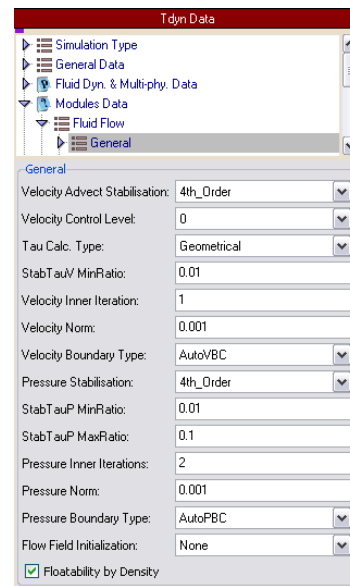 Tdyn Data
Simulation Type
General Data
Fluid Dyn. & Multi-phy. Data
Modules Data
Fluid Flow
General
General
Velocity Advect Stabilisation: 4th_Order
Velocity Control Level: 0
Tau Calc. Type: Geometrical
StabTauV MinRatio: 0.01
Velocity Inner Iteration: 1
Velocity Norm: 0.001
Velocity Boundary Type: AutoVBC
Pressure Stabilisation: 4th_Order
StabTauP MinRatio: 0.01
StabTauP MaxRatio: 0.1
Pressure Inner Iterations: 2
Pressure Norm: 0.001
Pressure Boundary Type: AutoPBC
Flow Field Initialization: None
Floatability by Density